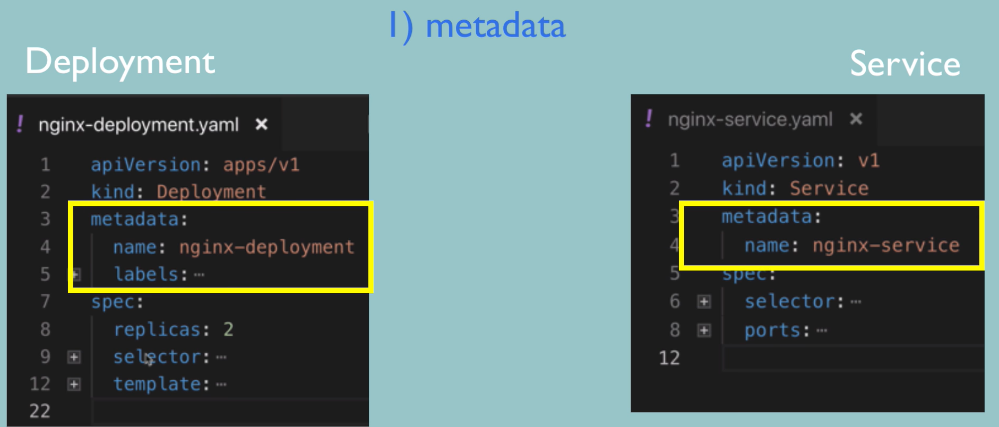 1) metadata
Deployment
Service
nginx-deployment.yaml ×
1 apiVersion: apps/v1
2 kind: Deployment
3 metadata:
4 name: nginx-deployment
5 labels:⋯
7 spec:
8 replicas: 2
9 selector:⋯
12 template:⋯
22
nginx-service.yaml ×
1 apiVersion: v1
2 kind: Service
3 metadata:
4 name: nginx-service
5 spec:
6 selector:⋯
8 ports:⋯
12